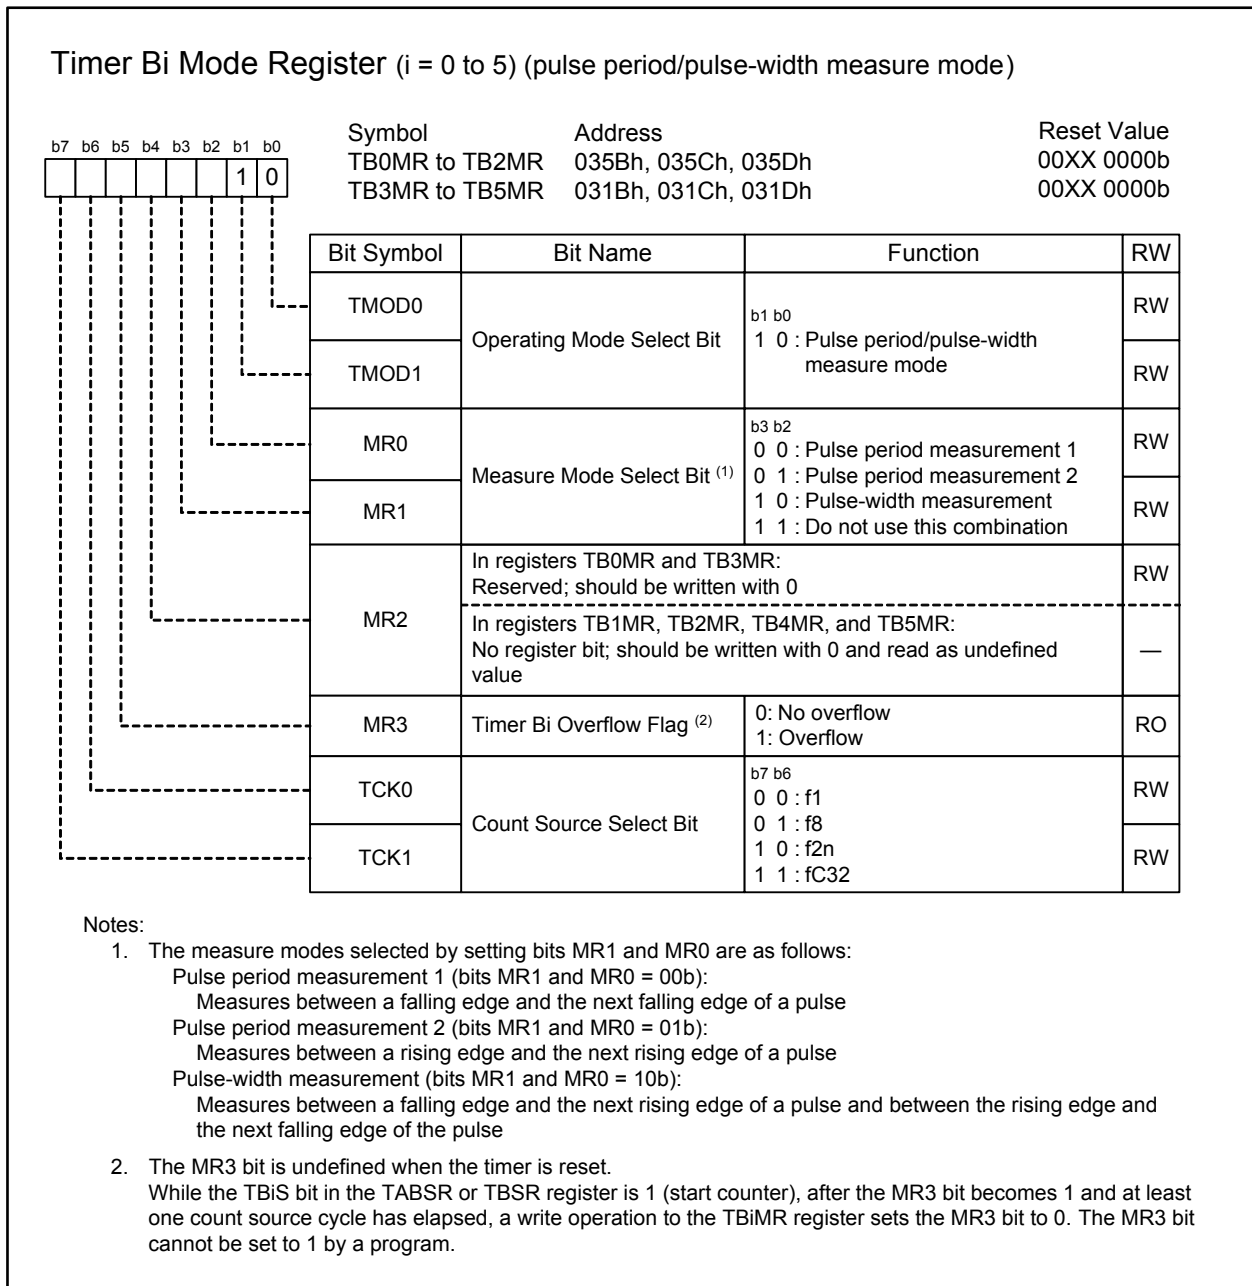 Timer Bi Mode Register (i = 0 to 5) (pulse period/pulse-width measure mode)
b7 b6 b5 b4 b3 b2 b1 b0
1 0
Symbol Address Reset Value
TB0MR to TB2MR 035Bh, 035Ch, 035Dh 00XX 0000b
TB3MR to TB5MR 031Bh, 031Ch, 031Dh 00XX 0000b
Bit Symbol Bit Name Function RW
TMOD0 RW
Operating Mode Select Bit
b1 b0
1 0 : Pulse period/pulse-width
measure mode
TMOD1 RW
MR0 RW
Measure Mode Select Bit (1)
b3 b2
0 0 : Pulse period measurement 1
0 1 : Pulse period measurement 2
1 0 : Pulse-width measurement
1 1 : Do not use this combination
MR1 RW
MR2
In registers TB0MR and TB3MR:
Reserved; should be written with 0
RW
In registers TB1MR, TB2MR, TB4MR, and TB5MR:
No register bit; should be written with 0 and read as undefined
value
—
MR3 Timer Bi Overflow Flag (2)
0: No overflow
1: Overflow
RO
TCK0 RW
Count Source Select Bit
b7 b6
0 0 : f1
0 1 : f8
1 0 : f2n
1 1 : fC32
TCK1 RW
Notes:
1. The measure modes selected by setting bits MR1 and MR0 are as follows:
Pulse period measurement 1 (bits MR1 and MR0 = 00b):
Measures between a falling edge and the next falling edge of a pulse
Pulse period measurement 2 (bits MR1 and MR0 = 01b):
Measures between a rising edge and the next rising edge of a pulse
Pulse-width measurement (bits MR1 and MR0 = 10b):
Measures between a falling edge and the next rising edge of a pulse and between the rising edge and
the next falling edge of the pulse
2. The MR3 bit is undefined when the timer is reset.
While the TBiS bit in the TABSR or TBSR register is 1 (start counter), after the MR3 bit becomes 1 and at least
one count source cycle has elapsed, a write operation to the TBiMR register sets the MR3 bit to 0. The MR3 bit
cannot be set to 1 by a program.